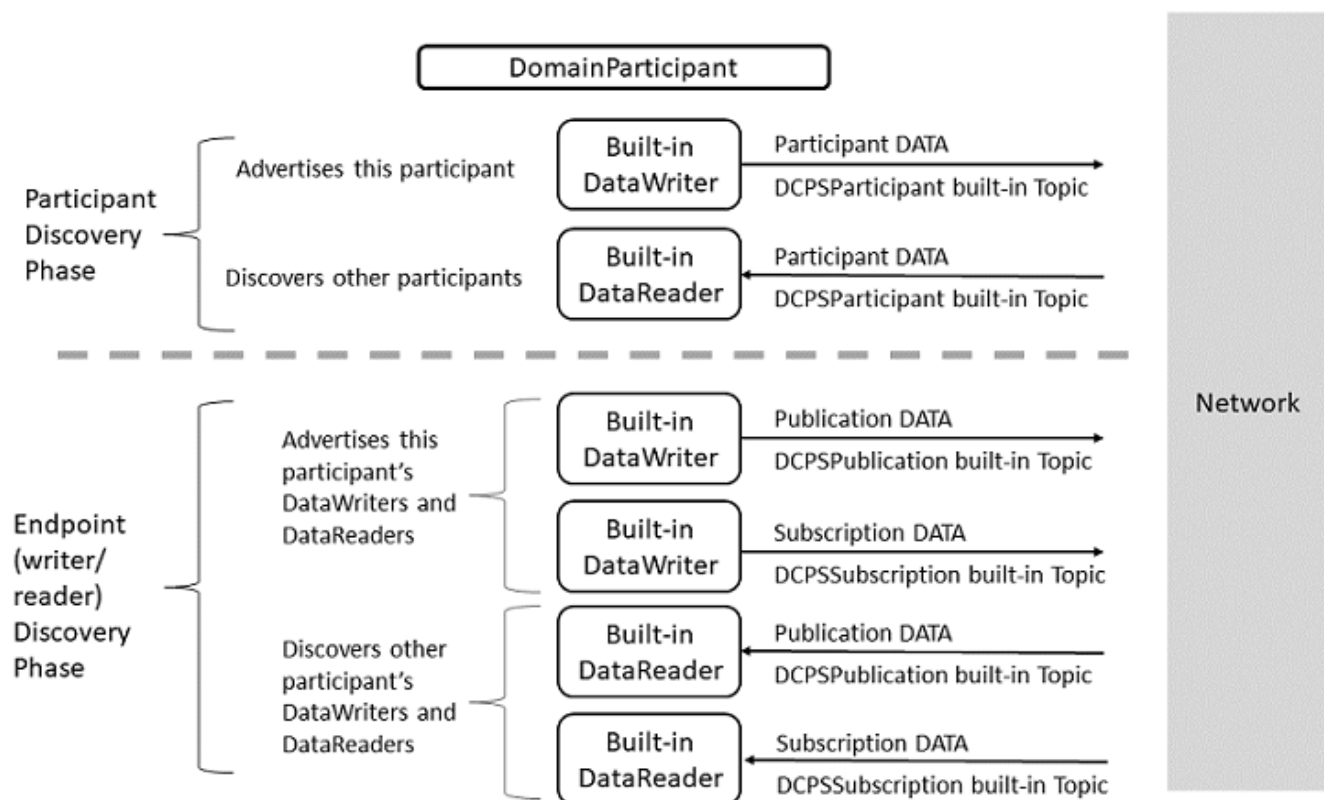 DomainParticipant
Participant
Discovery
Phase
Advertises this participant
Built-in
DataWriter
Participant DATA
DCPSParticipant built-in Topic
Discovers other participants
Built-in
DataReader
Participant DATA
DCPSParticipant built-in Topic
Network
Endpoint
(writer/
reader)
Discovery
Phase
Advertises this
participant's
DataWriters and
DataReaders
Built-in
DataWriter
Publication DATA
DCPSPublication built-in Topic
Built-in
DataWriter
Subscription DATA
DCPSSubscription built-in Topic
Discovers other
participant's
DataWriters and
DataReaders
Built-in
DataReader
Publication DATA
DCPSPublication built-in Topic
Built-in
DataReader
Subscription DATA
DCPSSubscription built-in Topic